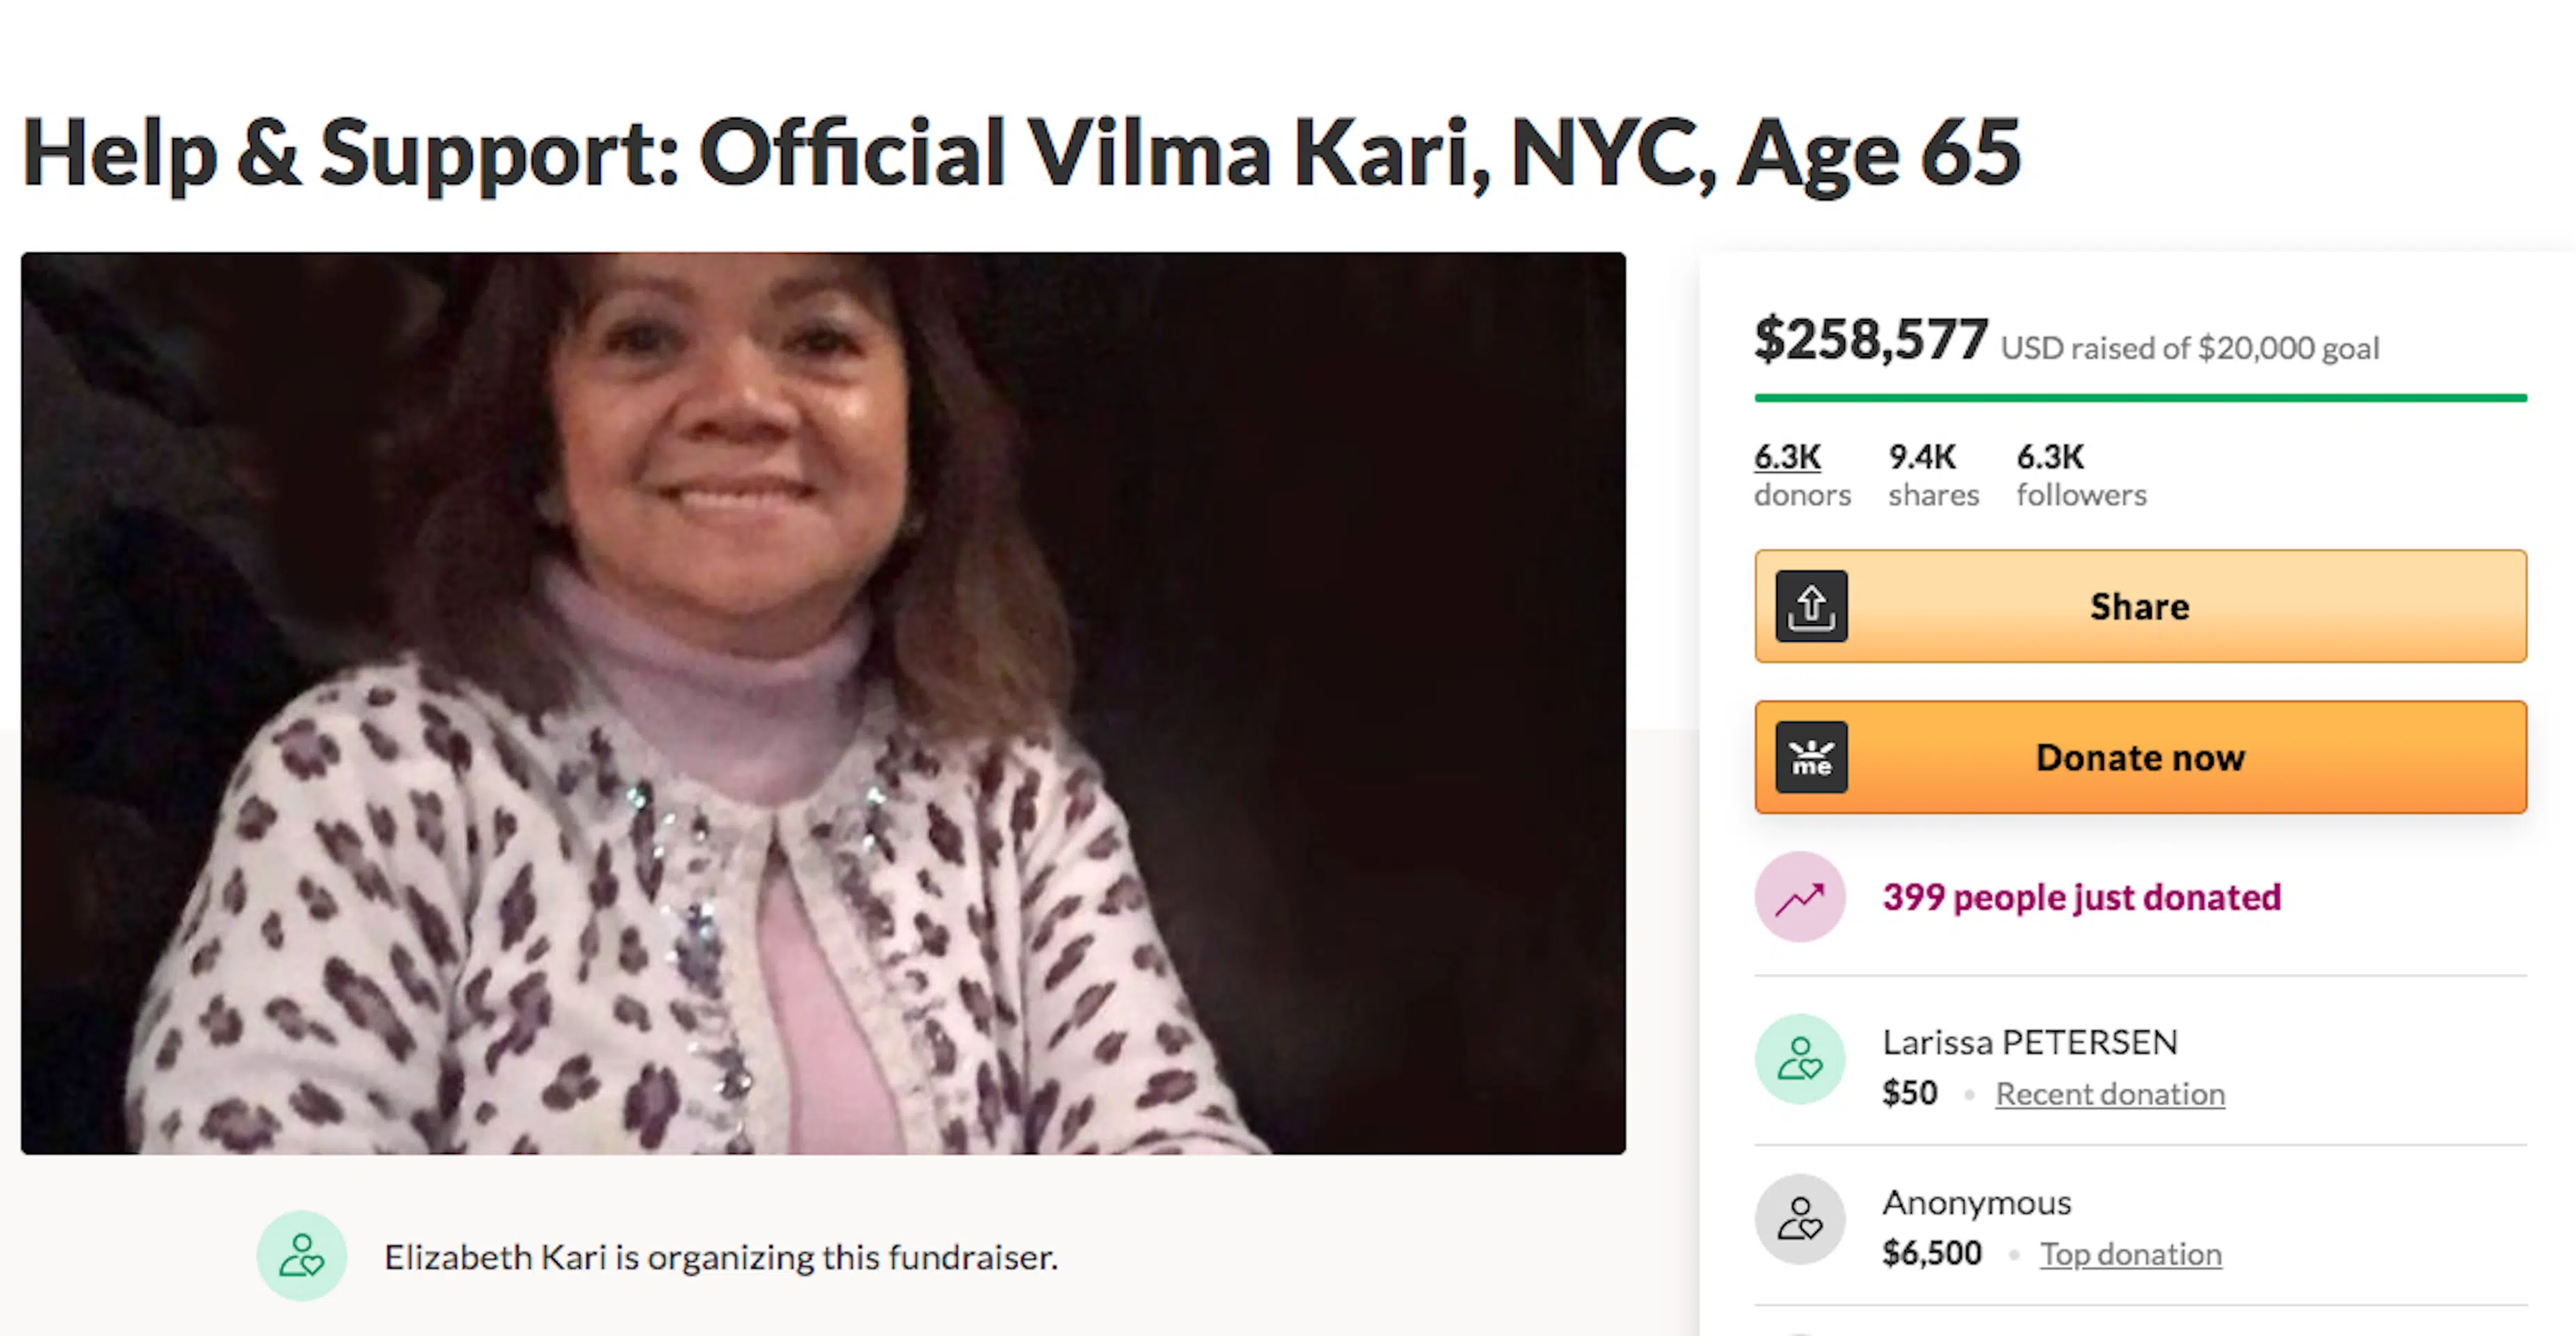 Help & Support: Official Vilma Kari, NYC, Age 65
$258,577 USD raised of $20,000 goal
6.3K 9.4K 6.3K
donors shares followers
Share
me Donate now
399 people just donated
Larissa PETERSEN
$50 • Recent donation
Anonymous
$6,500 • Top donation
Elizabeth Kari is organizing this fundraiser.